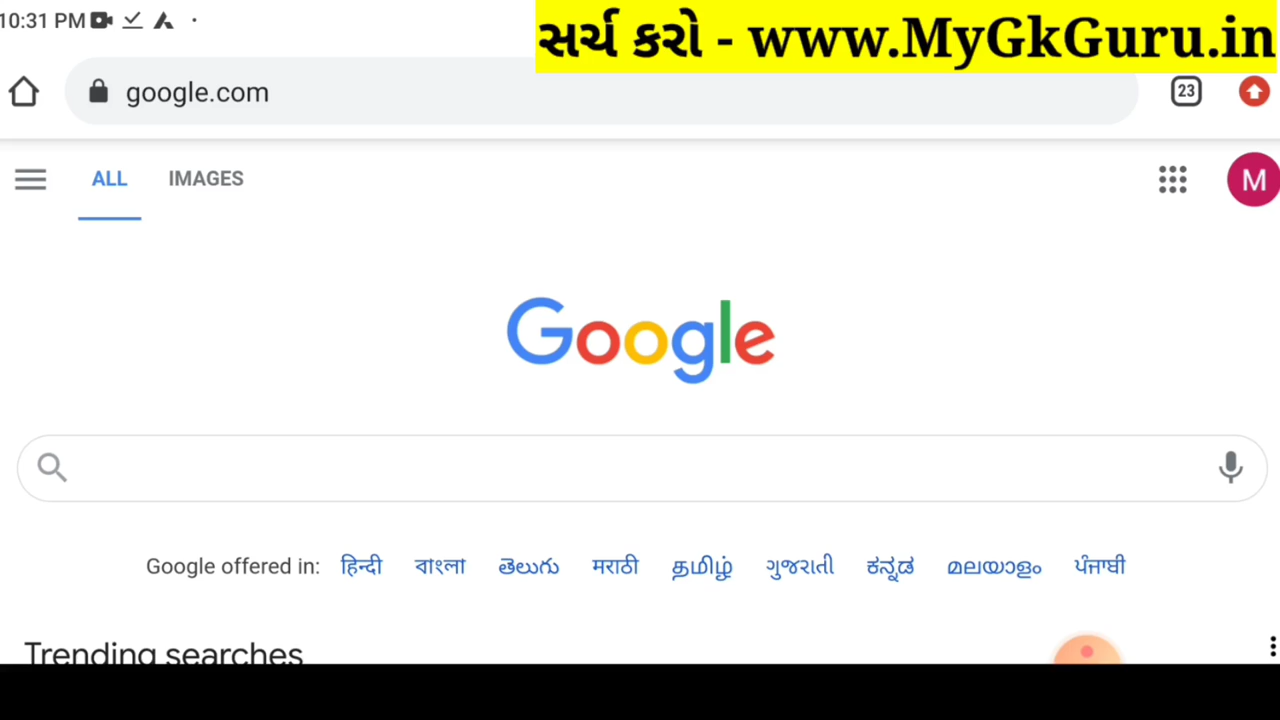 10:31 PM
સર્ચ કરો - www.MyGkGuru.in
google.com
23
ALL IMAGES
M
Google
Google offered in: हिन्दी বাংলা తెలుగు मराठी தமிழ் ગુજરાતી ಕನ್ನಡ മലയാളം ਪੰਜਾਬੀ
Trending searches